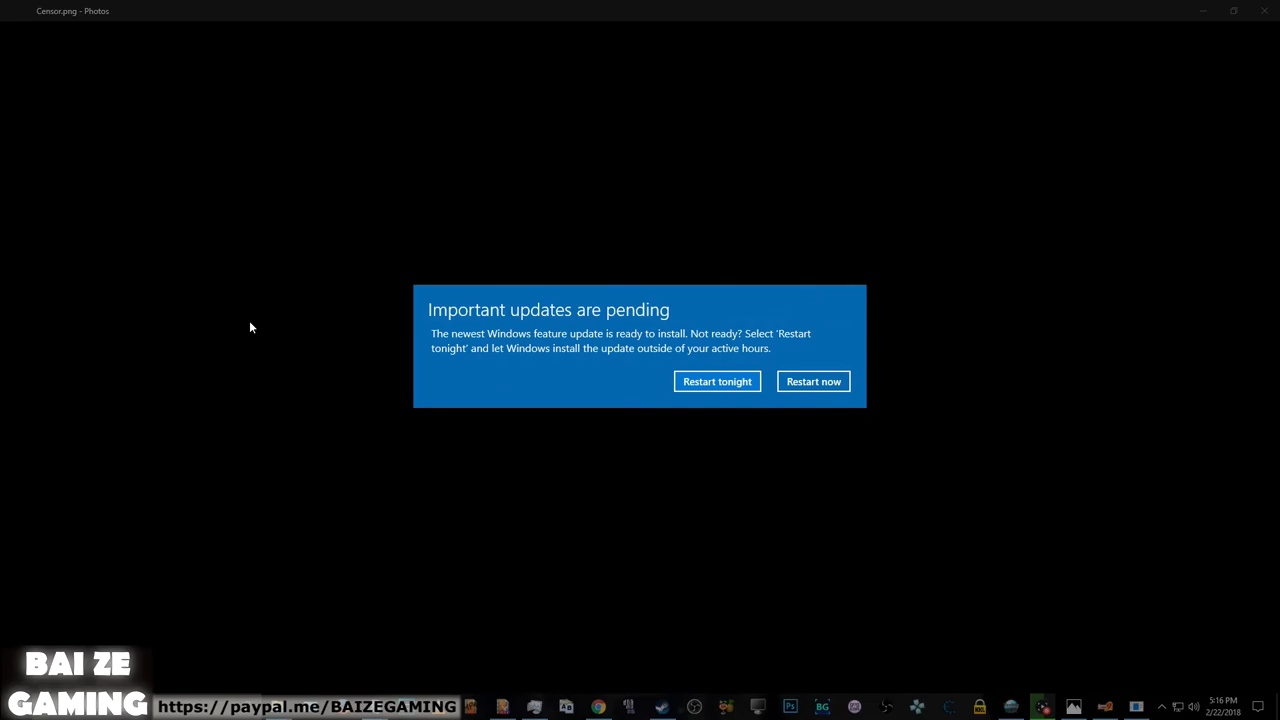 Censor.png - Photos
Important updates are pending
The newest Windows feature update is ready to install. Not ready? Select 'Restart
tonight' and let Windows install the update outside of your active hours.
Restart tonight
Restart now
BAI ZE
GAMING
https://paypal.me/BAIZEGAMING
Ps
BG
5:16 PM
2/22/2018